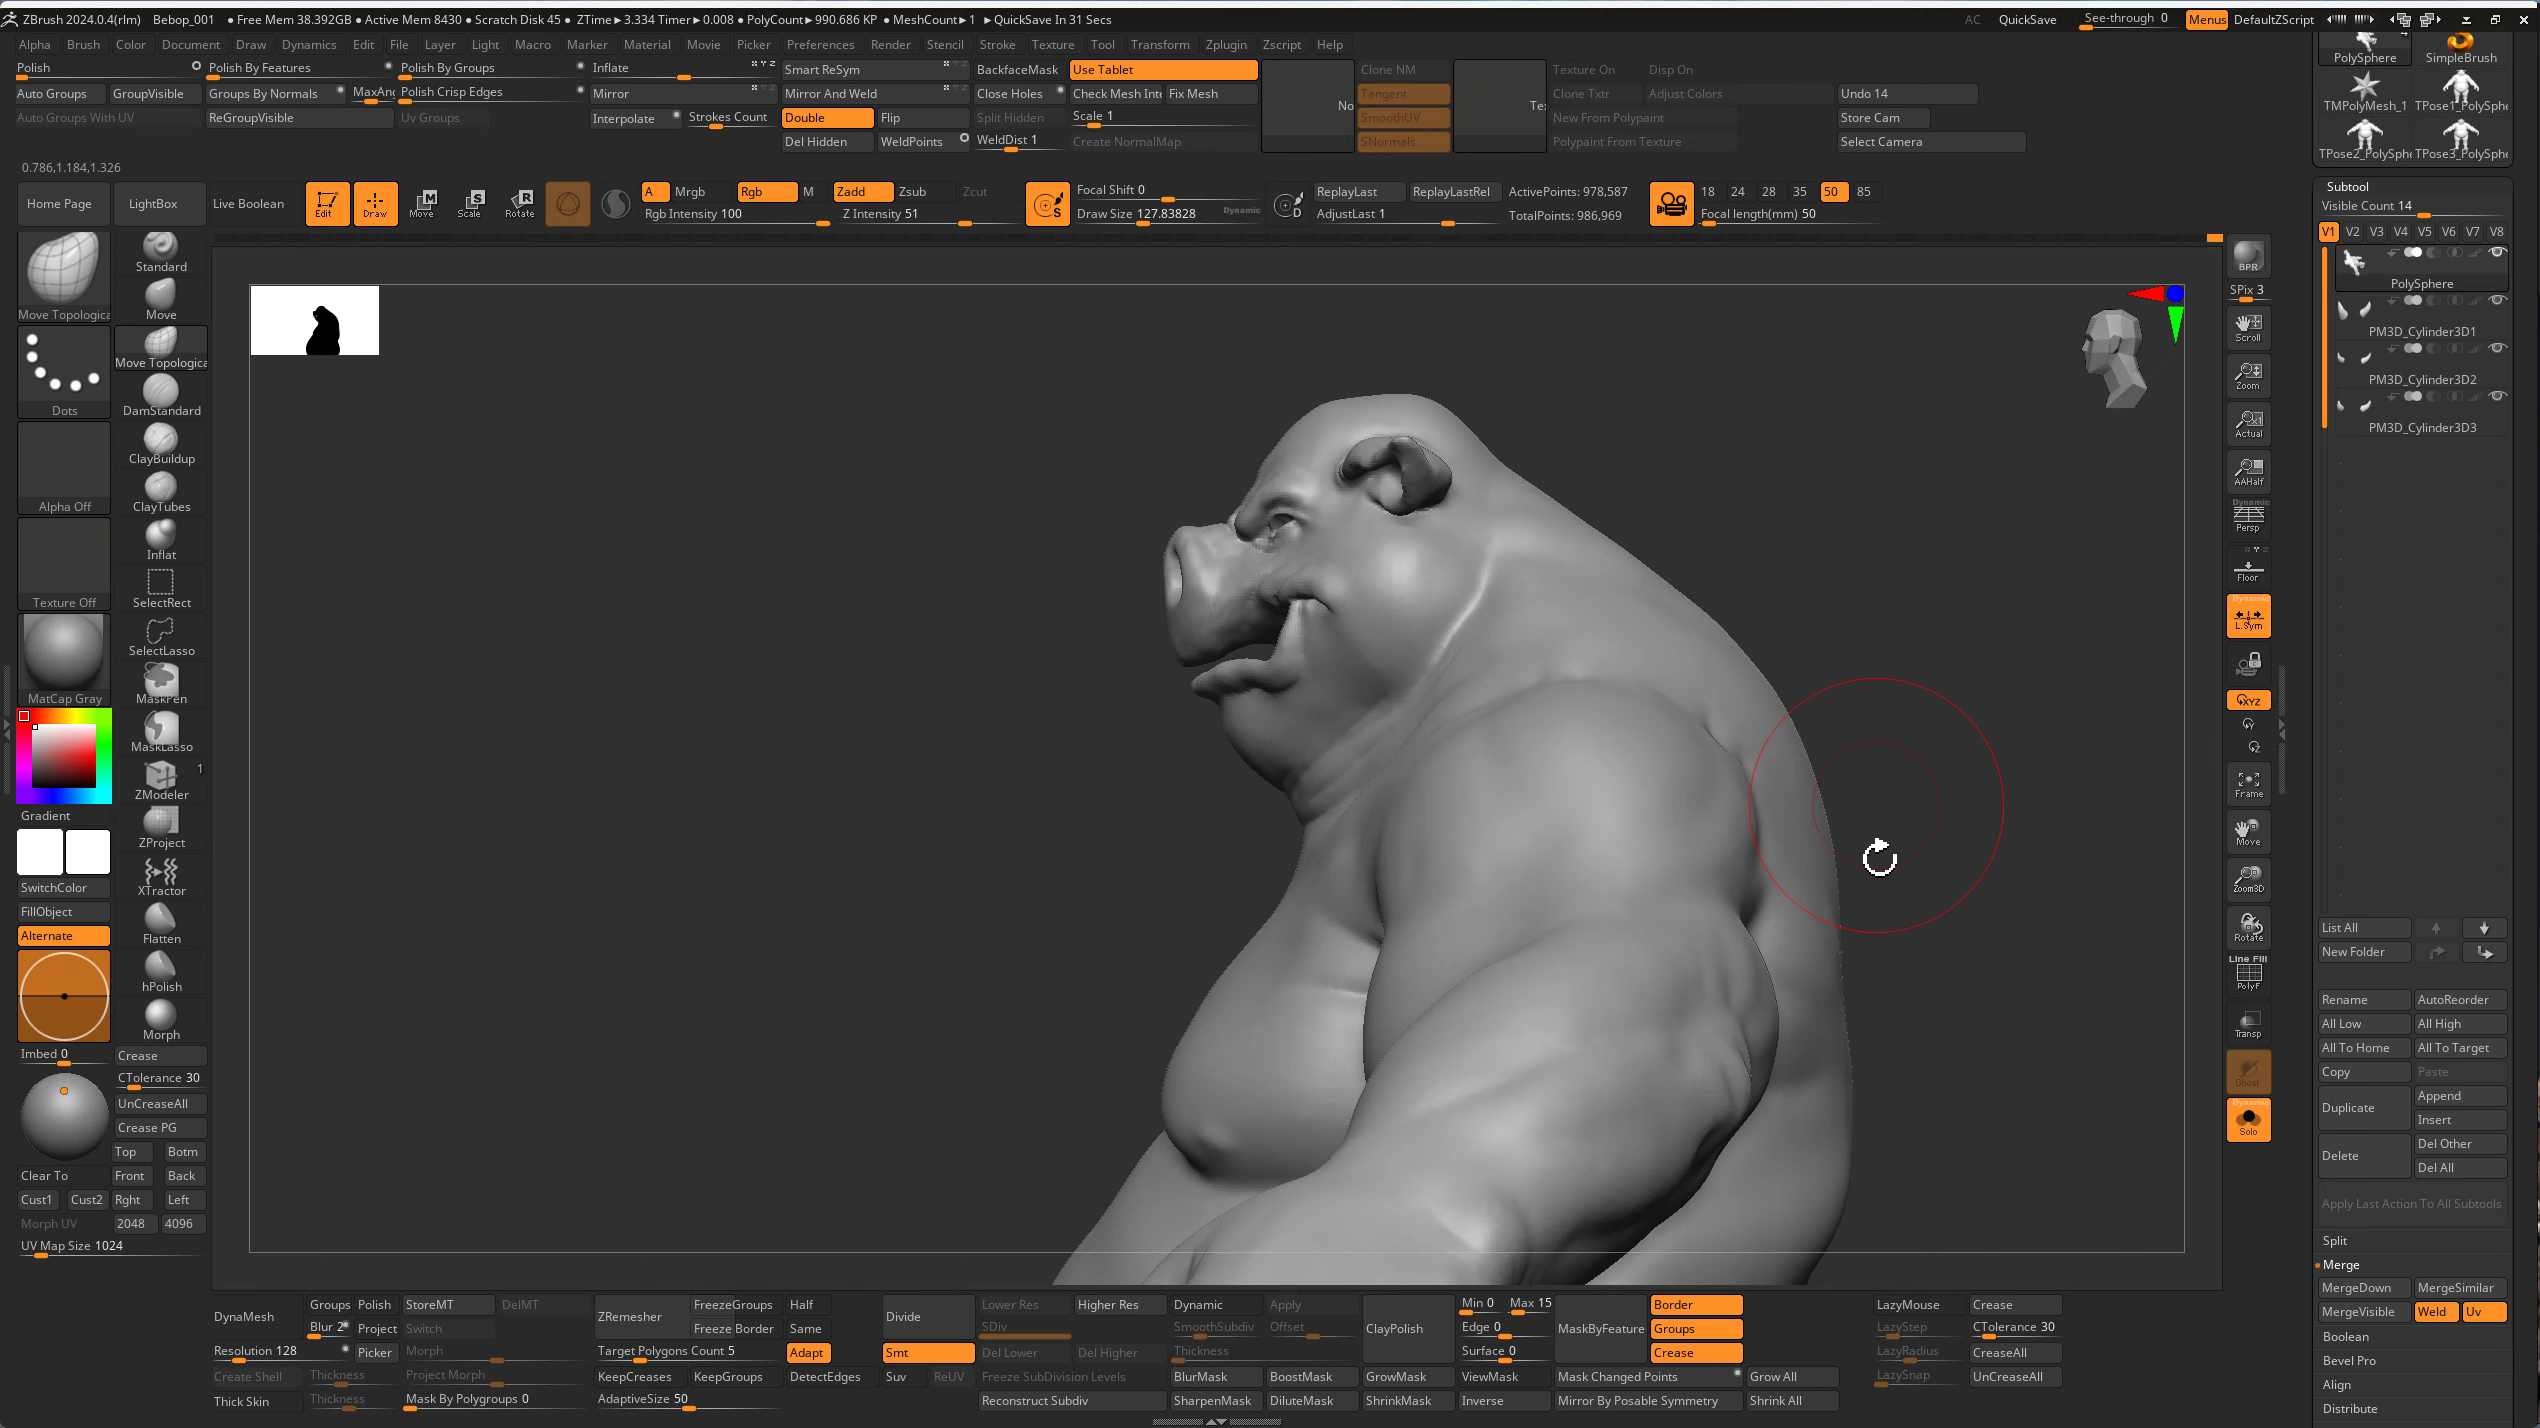 ZBrush 2024.0.4(rlm) Bebop_001 ● Free Mem 38.392GB ● Active Mem 8430 ● Scratch Disk 45 ● ZTime►3.334 Timer►0.008 ● PolyCount►990.686 KP ● MeshCount►1 ►QuickSave In 31 Secs AC QuickSave See-through 0 Menus DefaultZScript
Alpha Brush Color Document Draw Dynamics Edit File Layer Light Macro Marker Material Movie Picker Preferences Render Stencil Stroke Texture Tool Transform Zplugin Zscript Help
Polish Polish By Features Polish By Groups Inflate Smart ReSym BackfaceMask Use Tablet Clone NM Texture On Disp On
Auto Groups GroupVisible Groups By Normals MaxAn Polish Crisp Edges Mirror Mirror And Weld Close Holes Check Mesh Inte Fix Mesh Tangent Clone Txtr Adjust Colors Undo 14
Auto Groups With UV ReGroupVisible Uv Groups Interpolate Strokes Count Double Flip Split Hidden Scale 1 No SmoothUV Te: New From Polypaint Store Cam
Del Hidden WeldPoints WeldDist 1 Create NormalMap SNormals Polypaint From Texture Select Camera
0.786,1.184,1.326
Home Page LightBox Live Boolean Edit Draw Move Scale Rotate A Mrgb Rgb M Zadd Zsub Zcut Focal Shift 0 ReplayLast ReplayLastRel ActivePoints: 978,587 18 24 28 35 50 85
Rgb Intensity 100 Z Intensity 51 Draw Size 127.83828 Dynamic AdjustLast 1 TotalPoints: 986,969 Focal length(mm) 50
Move Topologica
Dots
Alpha Off
Texture Off
MatCap Gray
Gradient
SwitchColor
FillObject
Alternate
Imbed 0
Standard
Move
Move Topologica
DamStandard
ClayBuildup
ClayTubes
Inflat
SelectRect
SelectLasso
MaskPen
MaskLasso
1
ZModeler
ZProject
XTractor
Flatten
hPolish
Morph
Crease
CTolerance 30
UnCreaseAll
Crease PG
Top Botm
Clear To Front Back
Cust1 Cust2 Rght Left
Morph UV 2048 4096
UV Map Size 1024
BPR
SPix 3
Scroll
Zoom
Actual
AAHalf
Dynamic
Persp
Floor
Dynamic
L.Sym
XYZ
Y
Z
Frame
Move
Zoom3D
Rotate
Line Fill
PolyF
Transp
Ghost
Dynamic
Solo
4
PolySphere SimpleBrush
TMPolyMesh_1 TPose1_PolySphe
TPose2_PolySphe TPose3_PolySphe
Subtool
Visible Count 14
V1 V2 V3 V4 V5 V6 V7 V8
PolySphere
PM3D_Cylinder3D1
PM3D_Cylinder3D2
PM3D_Cylinder3D3
List All
New Folder
Rename AutoReorder
All Low All High
All To Home All To Target
Copy Paste
Duplicate Append
Insert
Delete Del Other
Del All
Apply Last Action To All Subtools
Split
Merge
MergeDown MergeSimilar
MergeVisible Weld Uv
Boolean
Bevel Pro
Align
Distribute
DynaMesh Groups Polish StoreMT DelMT ZRemesher FreezeGroups Half Divide Lower Res Higher Res Dynamic Apply ClayPolish Min 0 Max 15 MaskByFeature Border LazyMouse Crease
Blur 2 Project Switch Freeze Border Same SDiv SmoothSubdiv Offset Edge 0 Groups LazyStep CTolerance 30
Resolution 128 Picker Morph Target Polygons Count 5 Adapt Smt Del Lower Del Higher Thickness Surface 0 Crease LazyRadius CreaseAll
Create Shell Thickness Project Morph KeepCreases KeepGroups DetectEdges Suv ReUV Freeze SubDivision Levels BlurMask BoostMask GrowMask ViewMask Mask Changed Points Grow All LazySnap UnCreaseAll
Thick Skin Thickness Mask By Polygroups 0 AdaptiveSize 50 Reconstruct Subdiv SharpenMask DiluteMask ShrinkMask Inverse Mirror By Posable Symmetry Shrink All